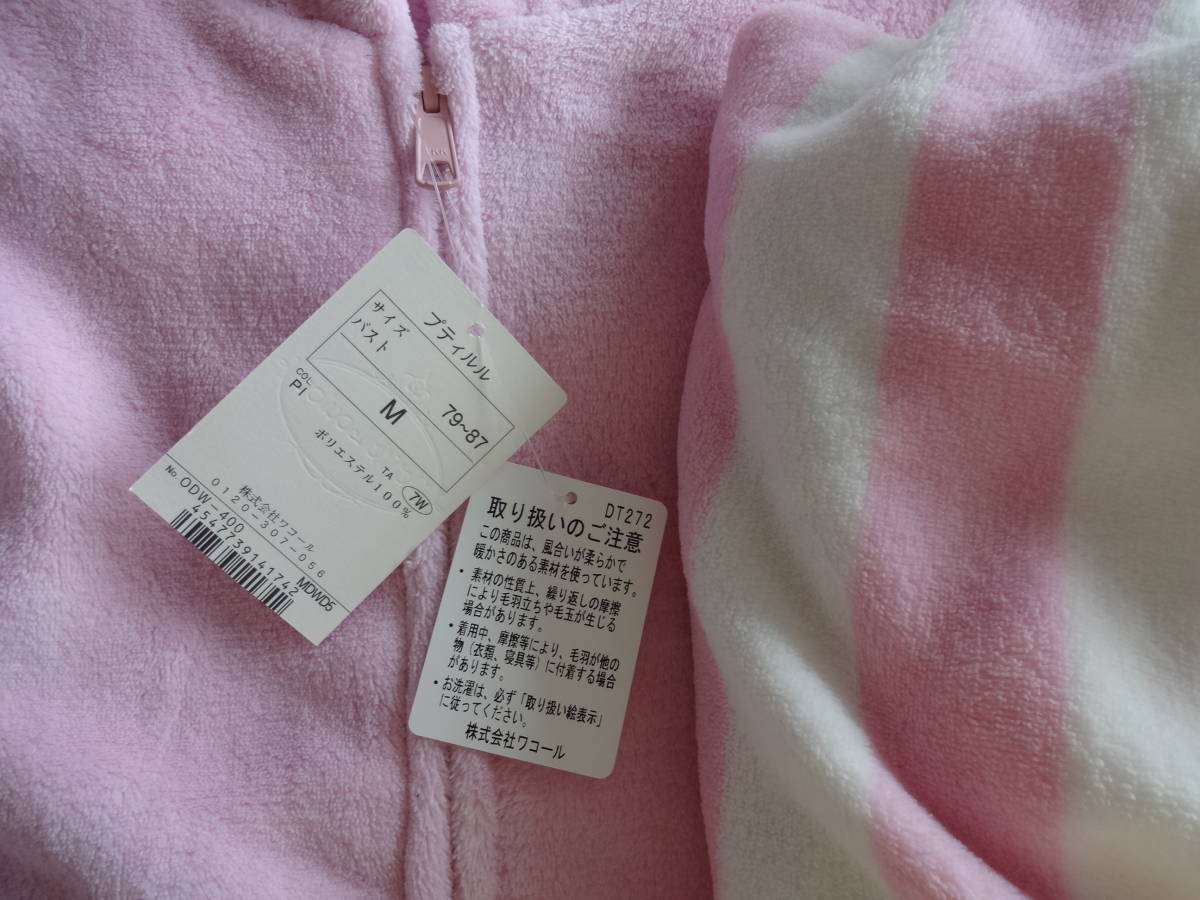 プティルル
サイズ
バスト 79~87
M
COL
PI
TA 7W
ポリエステル100%
株式会社ワコール
0120-307-056
No. ODW-400 MDWD5
4547739141742
DT272
取り扱いのご注意
この商品は、風合いが柔らかで
暖かさのある素材を使っています。
・素材の性質上、繰り返しの摩擦
により毛羽立ちや毛玉が生じる
場合があります。
・着用中、摩擦等により、毛羽が他の
物（衣類、寝具等）に付着する場合
があります。
・お洗濯は、必ず「取り扱い絵表示」
に従ってください。
株式会社ワコール